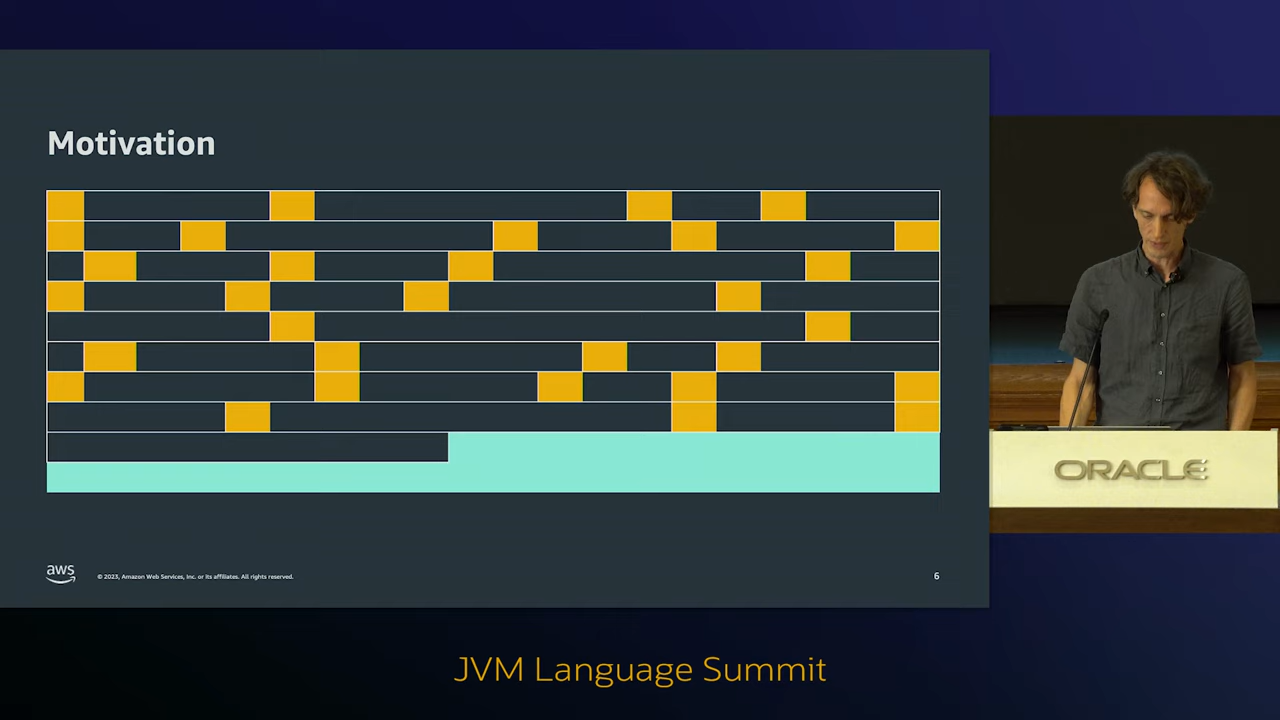 Motivation
aws
© 2023, Amazon Web Services, Inc. or its affiliates. All rights reserved.
6
ORACLE
JVM Language Summit